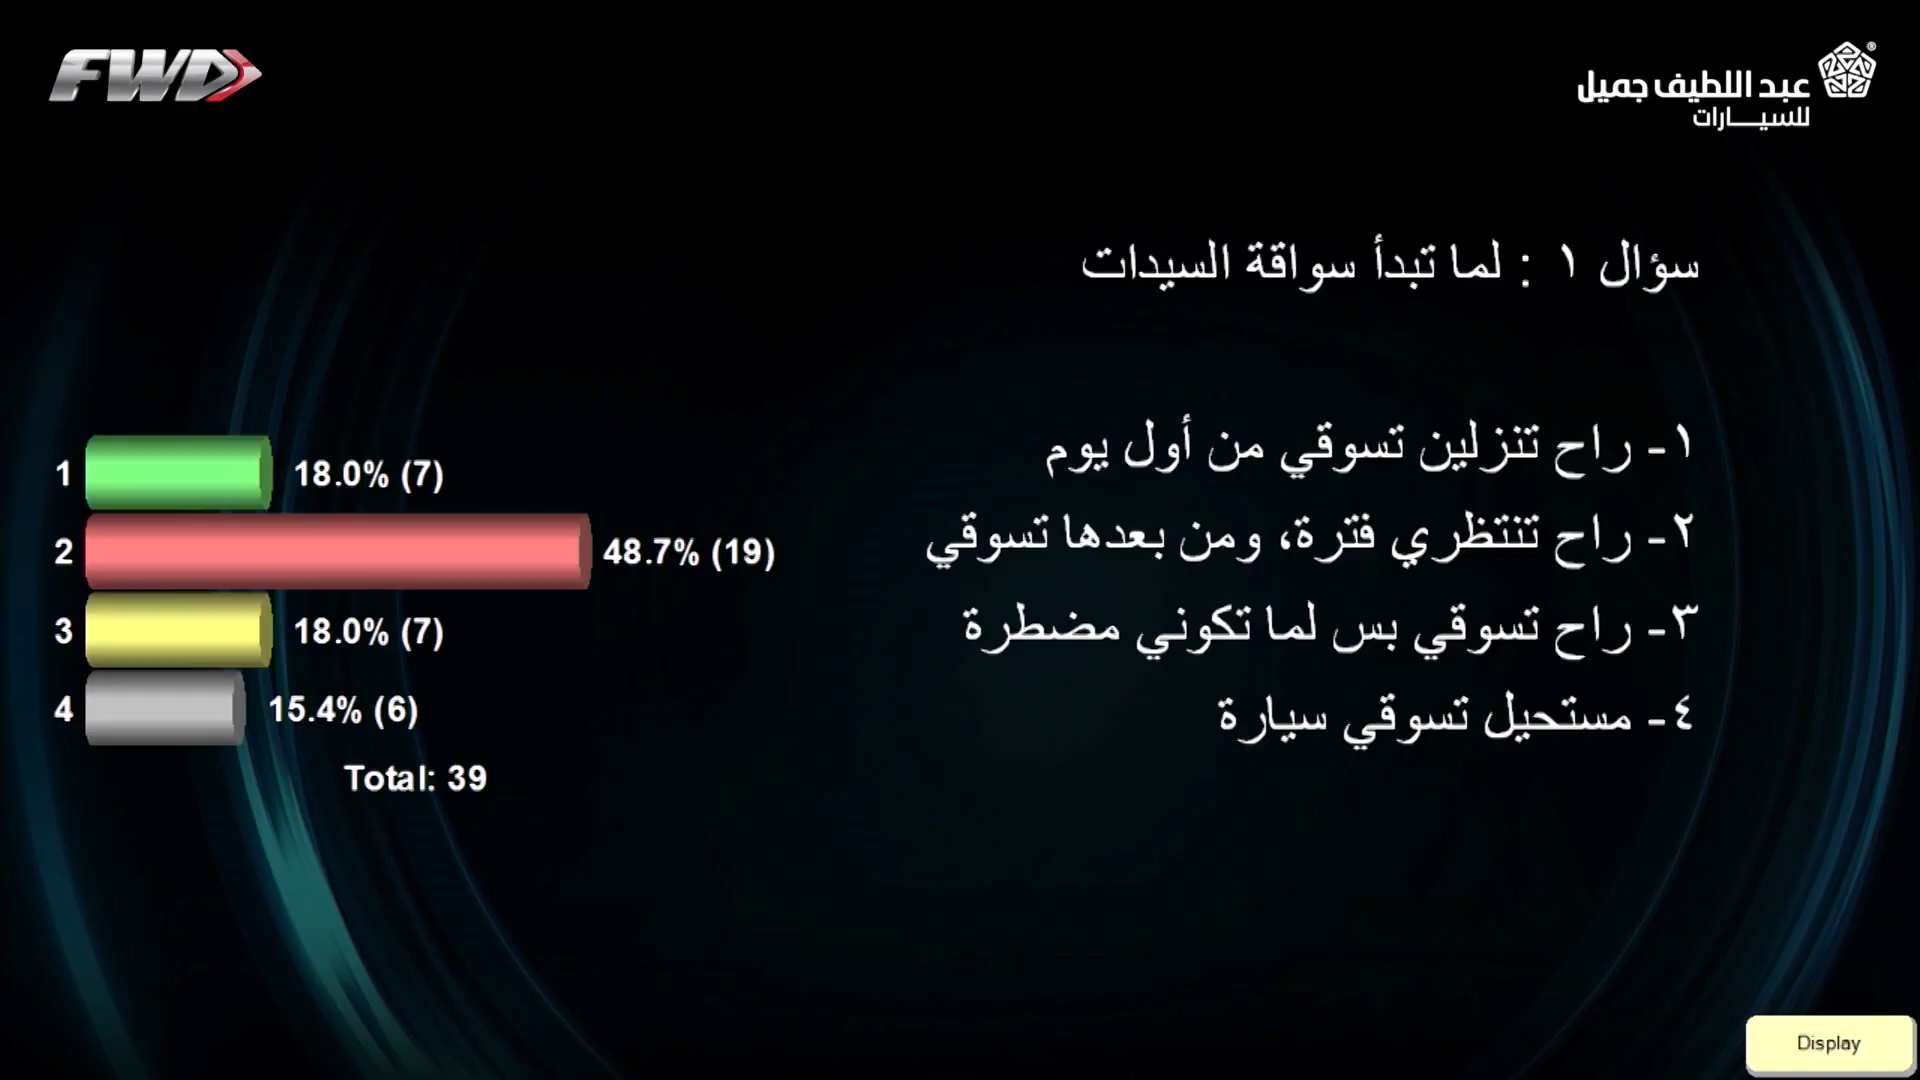 FWD
عبد اللطيف جميل
للسيـــارات
سؤال ١ : لما تبدأ سواقة السيدات
١- راح تنزلين تسوقي من أول يوم
٢- راح تنتظري فترة، ومن بعدها تسوقي
٣- راح تسوقي بس لما تكوني مضطرة
٤- مستحيل تسوقي سيارة
1 18.0% (7)
2 48.7% (19)
3 18.0% (7)
4 15.4% (6)
Total: 39
Display